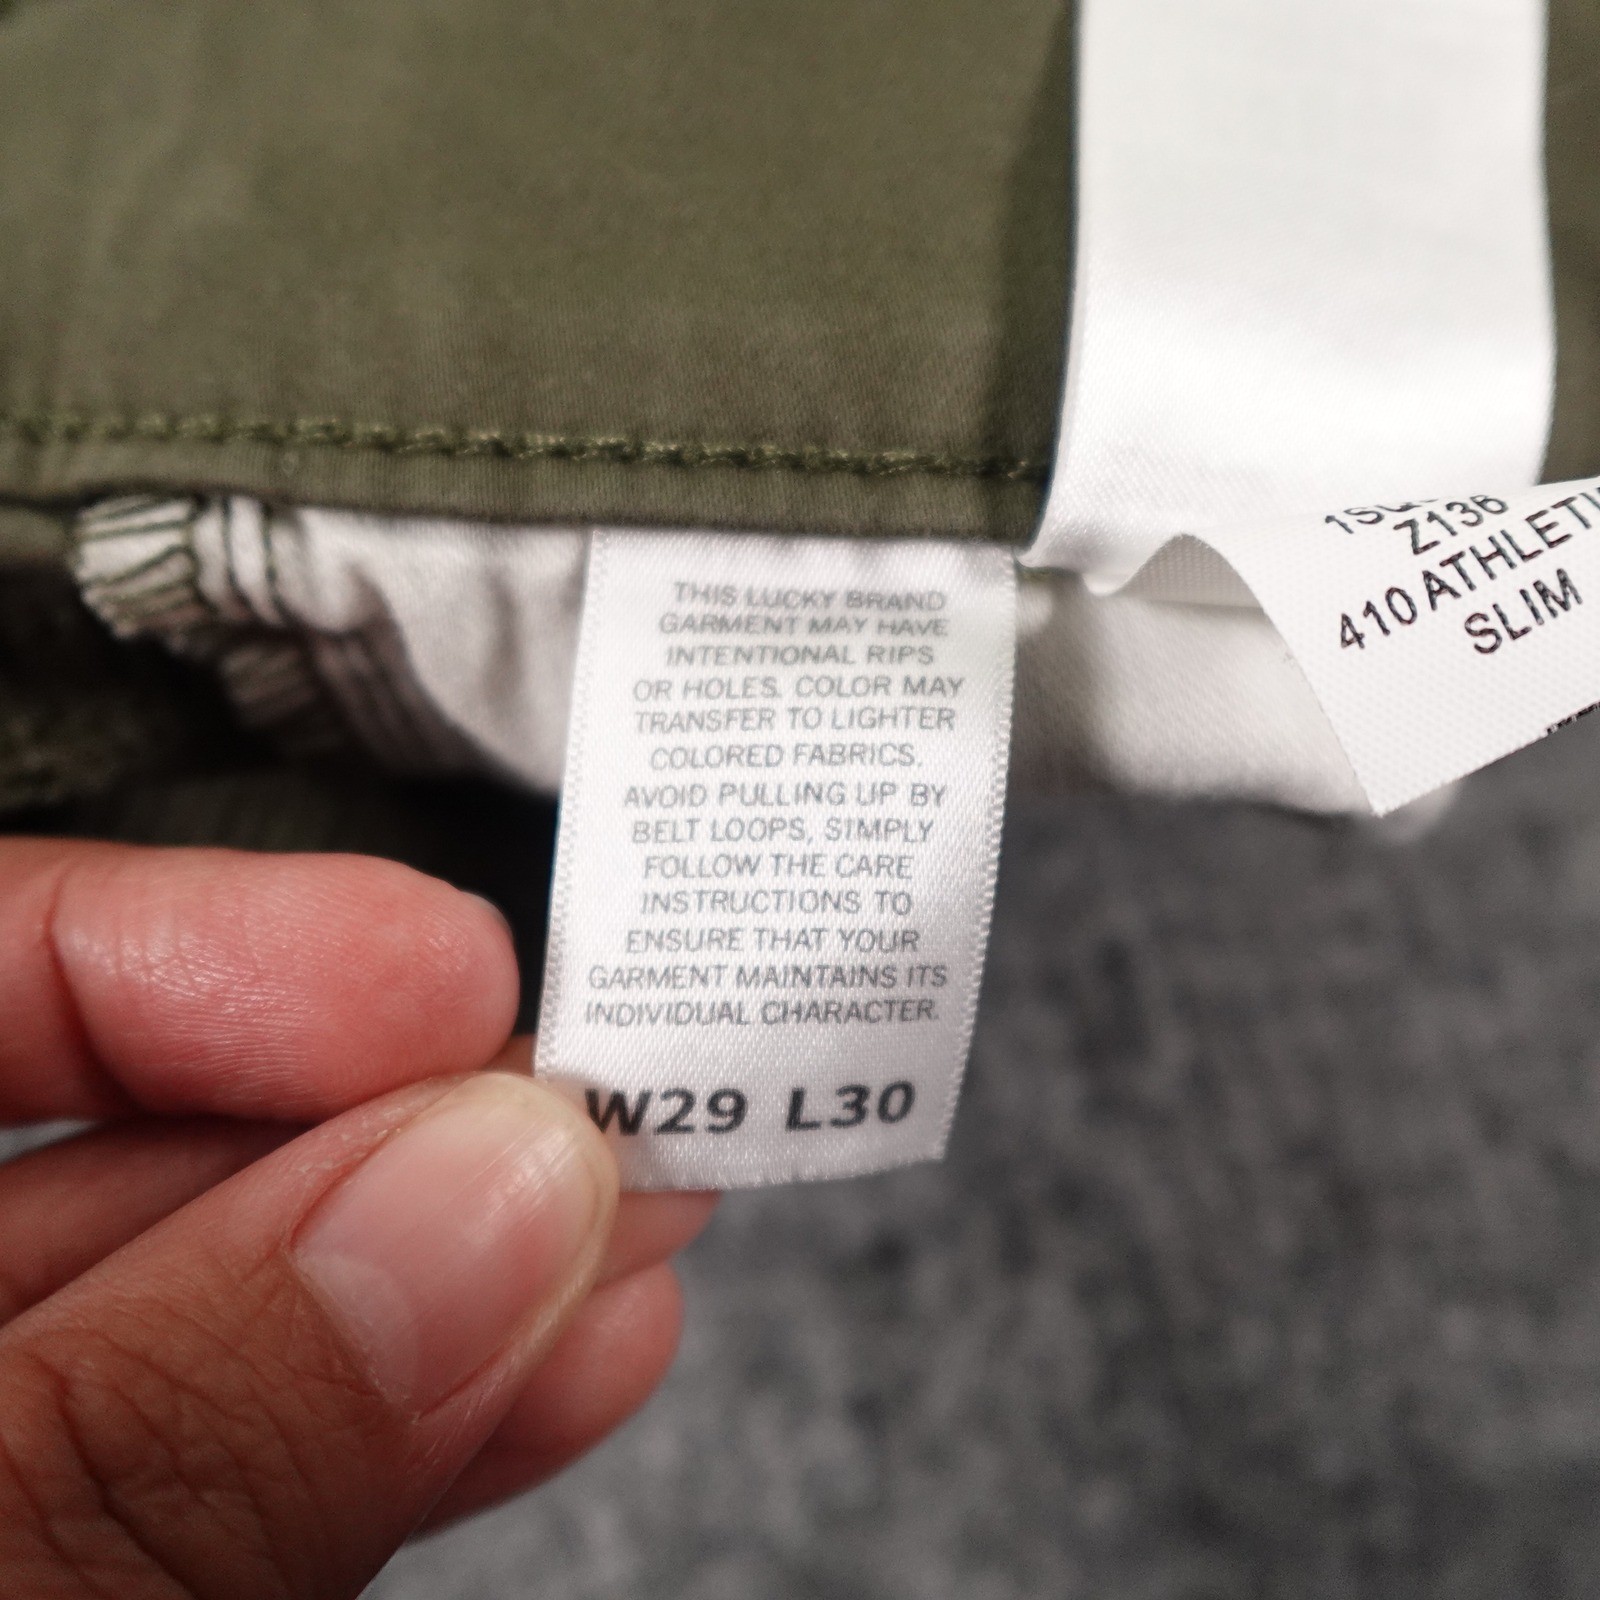 THIS LUCKY BRAND
GARMENT MAY HAVE
INTENTIONAL RIPS
OR HOLES. COLOR MAY
TRANSFER TO LIGHTER
COLORED FABRICS.
AVOID PULLING UP BY
BELT LOOPS, SIMPLY
FOLLOW THE CARE
INSTRUCTIONS TO
ENSURE THAT YOUR
GARMENT MAINTAINS ITS
INDIVIDUAL CHARACTER.
W29 L30
Z136
410 ATHLETI
SLIM